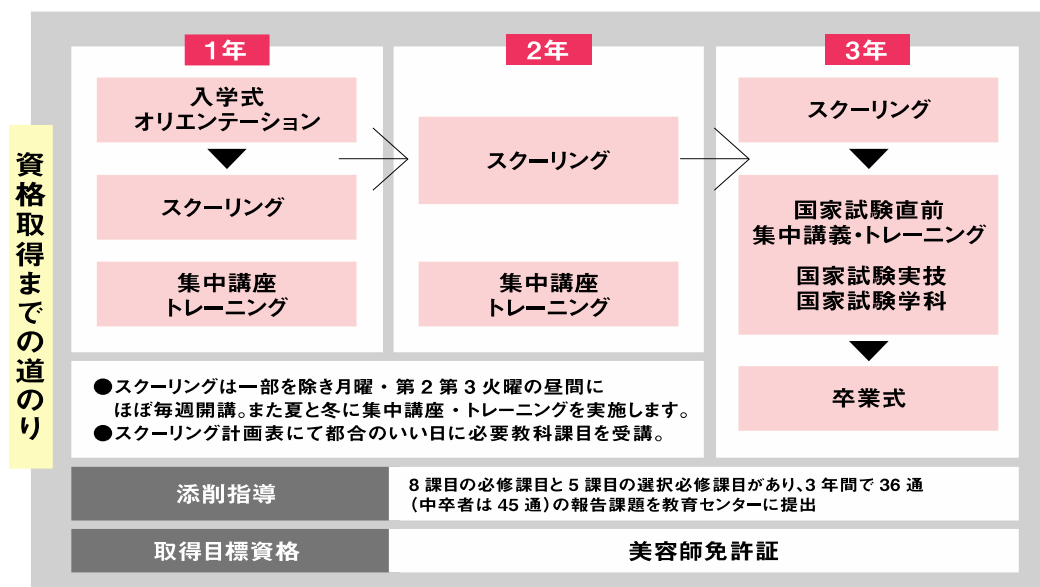 資格取得までの道のり
1年
入学式
オリエンテーション
スクーリング
集中講座
トレーニング
2年
スクーリング
集中講座
トレーニング
3年
スクーリング
国家試験直前
集中講義・トレーニング
国家試験実技
国家試験学科
卒業式
●スクーリングは一部を除き月曜・第2第3火曜の昼間に
ほぼ毎週開講。また夏と冬に集中講座・トレーニングを実施します。
●スクーリング計画表にて都合のいい日に必要教科課目を受講。
添削指導
8課目の必修課目と5課目の選択必修課目があり、3年間で36通
（中卒者は45通）の報告課題を教育センターに提出
取得目標資格
美容師免許証